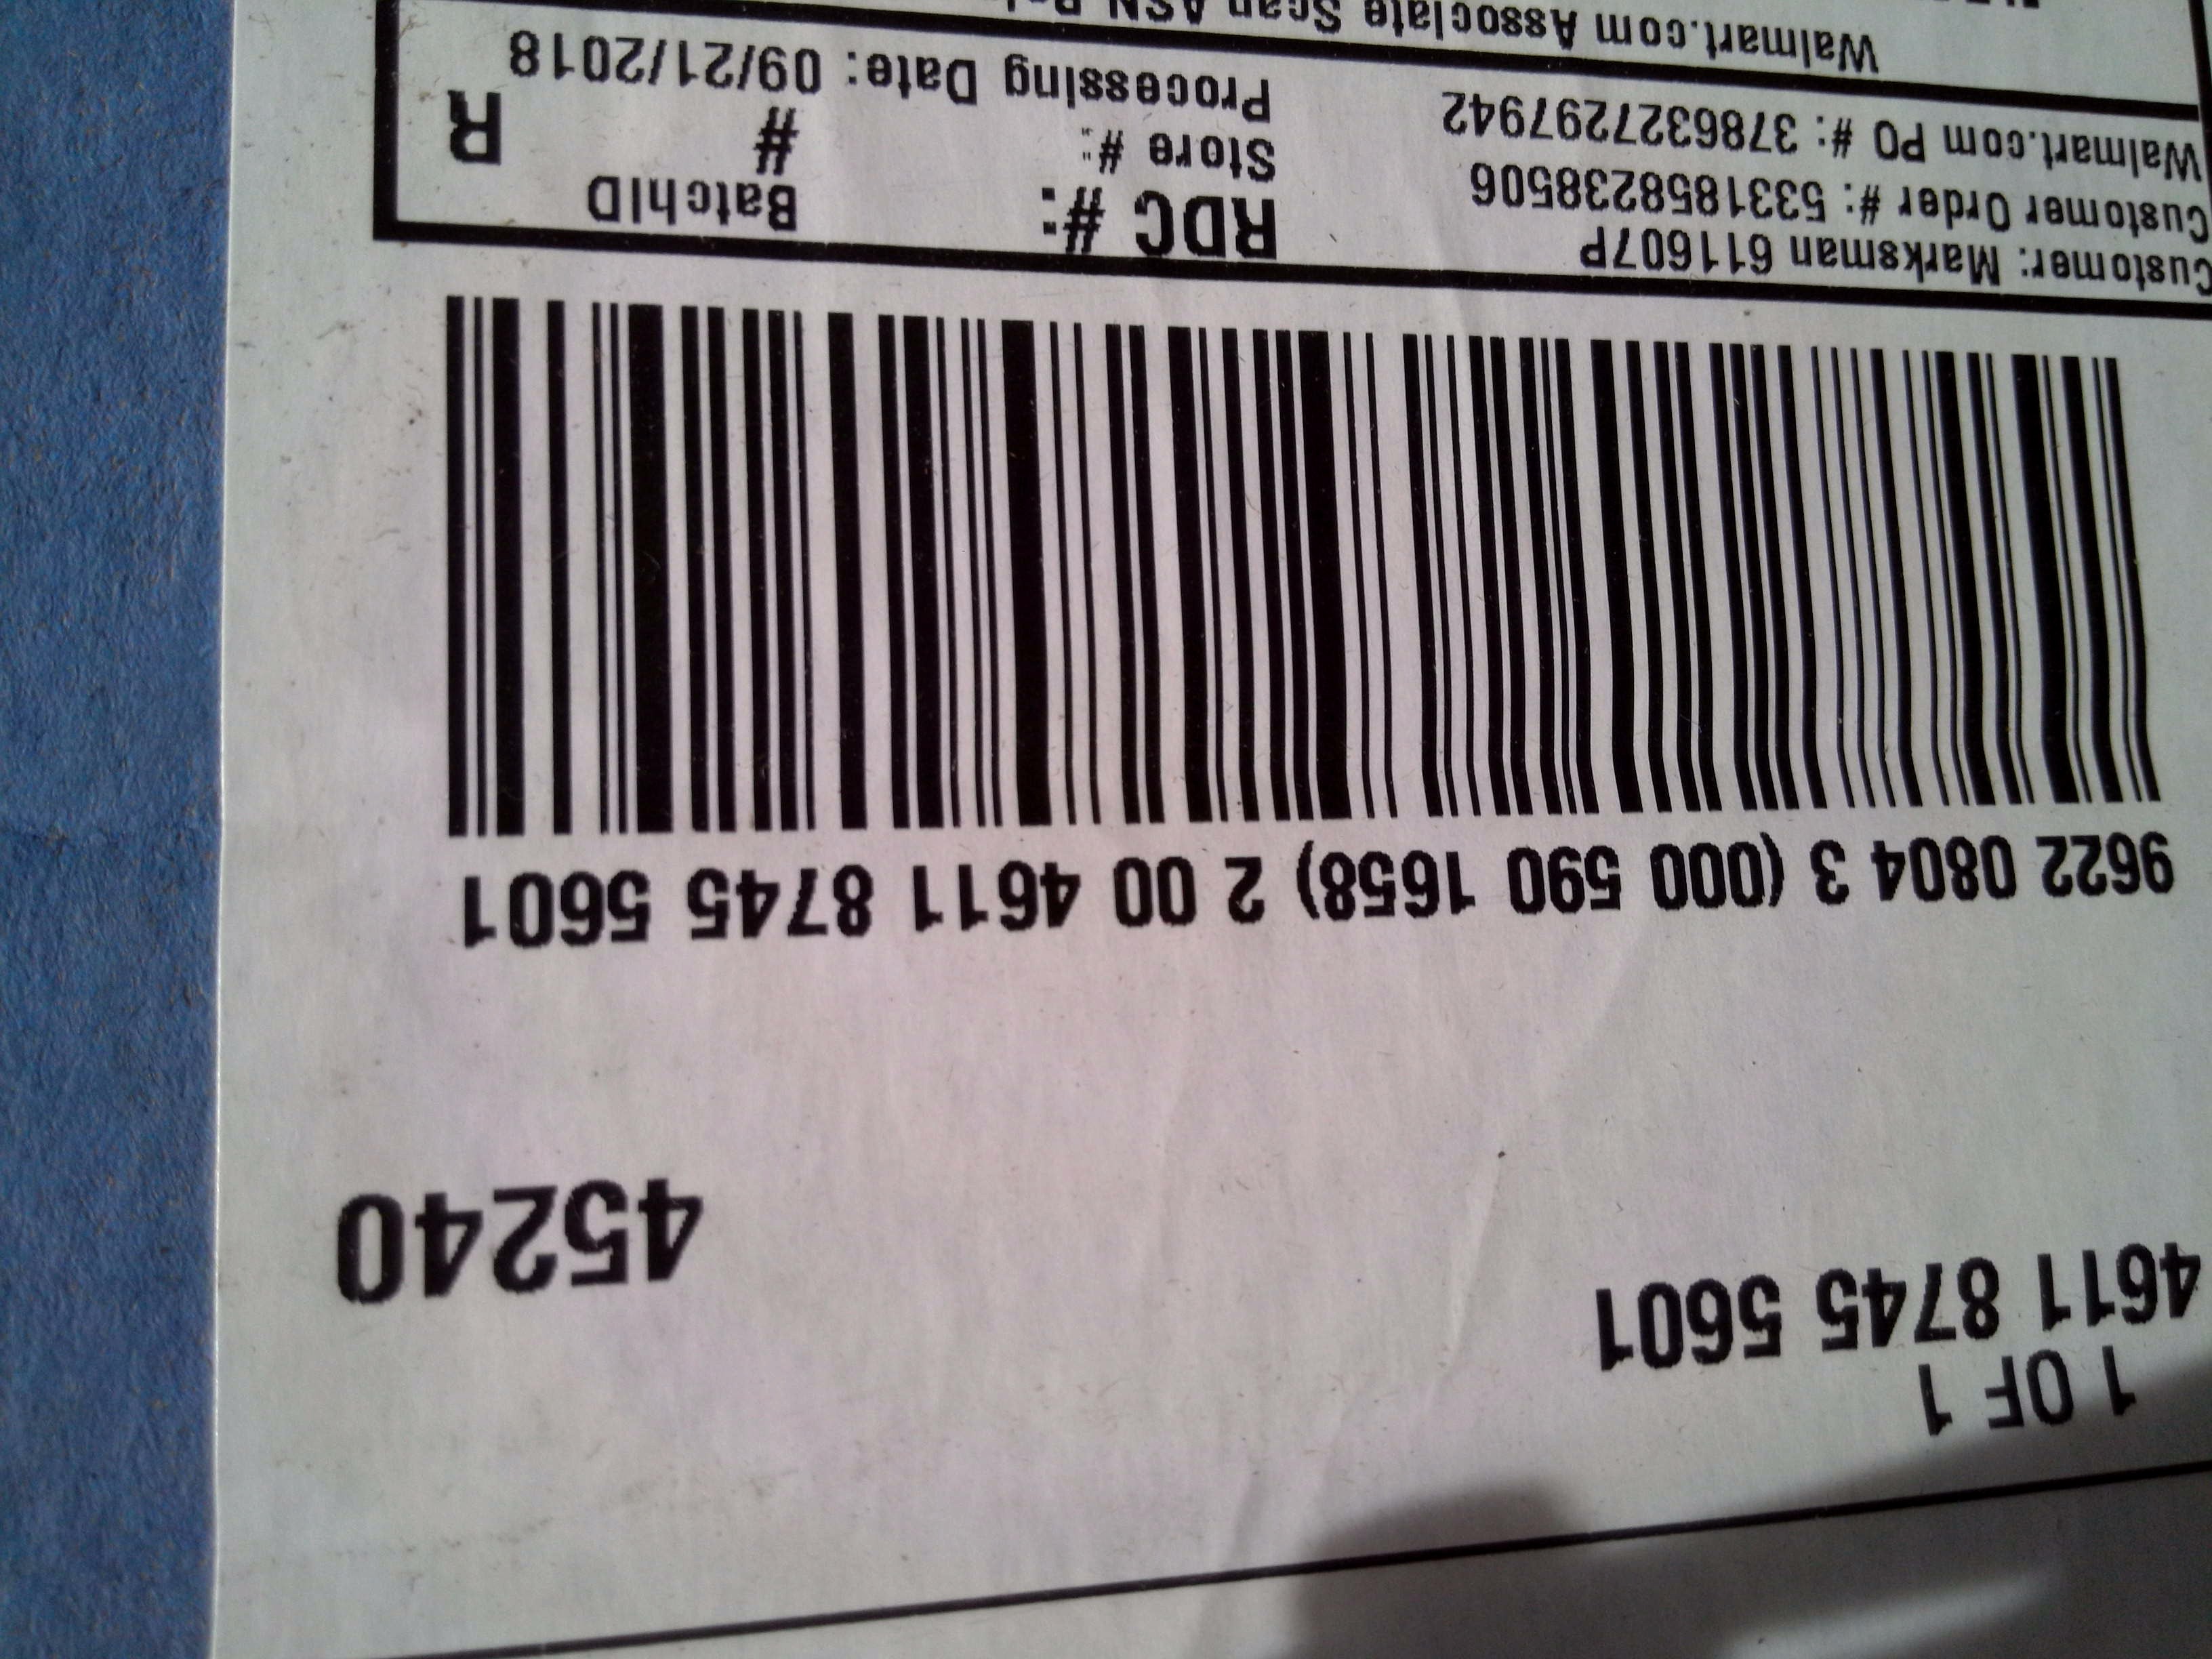 1 OF 1
4611 8745 5601
45240
9622 0804 3 (000 590 1658) 2 00 4611 8745 5601
Customer: Marksman 611607P
Customer Order #: 5331858238506
Walmart.com PO #: 3786327297942
RDC #:
Store #:
Processing Date: 09/21/2018
BatchID
#
R
Walmart.com Associate Scan ASN